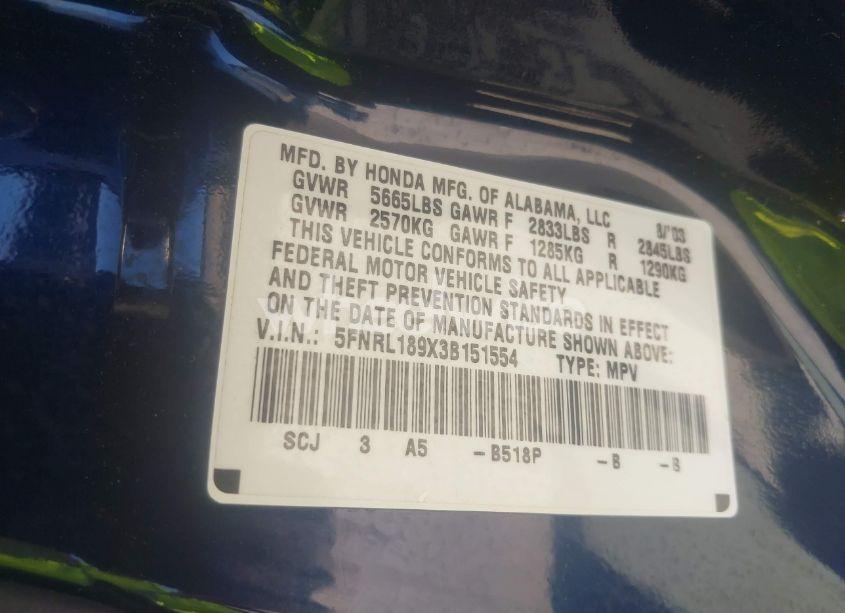 MFD. BY HONDA MFG. OF ALABAMA, LLC 8/'03
GVWR 5665LBS GAWR F 2833LBS R 2845LBS
GVWR 2570KG GAWR F 1285KG R 1290KG
THIS VEHICLE CONFORMS TO ALL APPLICABLE
FEDERAL MOTOR VEHICLE SAFETY
AND THEFT PREVENTION STANDARDS IN EFFECT
ON THE DATE OF MANUFACTURE SHOWN ABOVE:
V.I.N.: 5FNRL189X3B151554 TYPE: MPV
SCJ 3 A5 -B518P -B -B